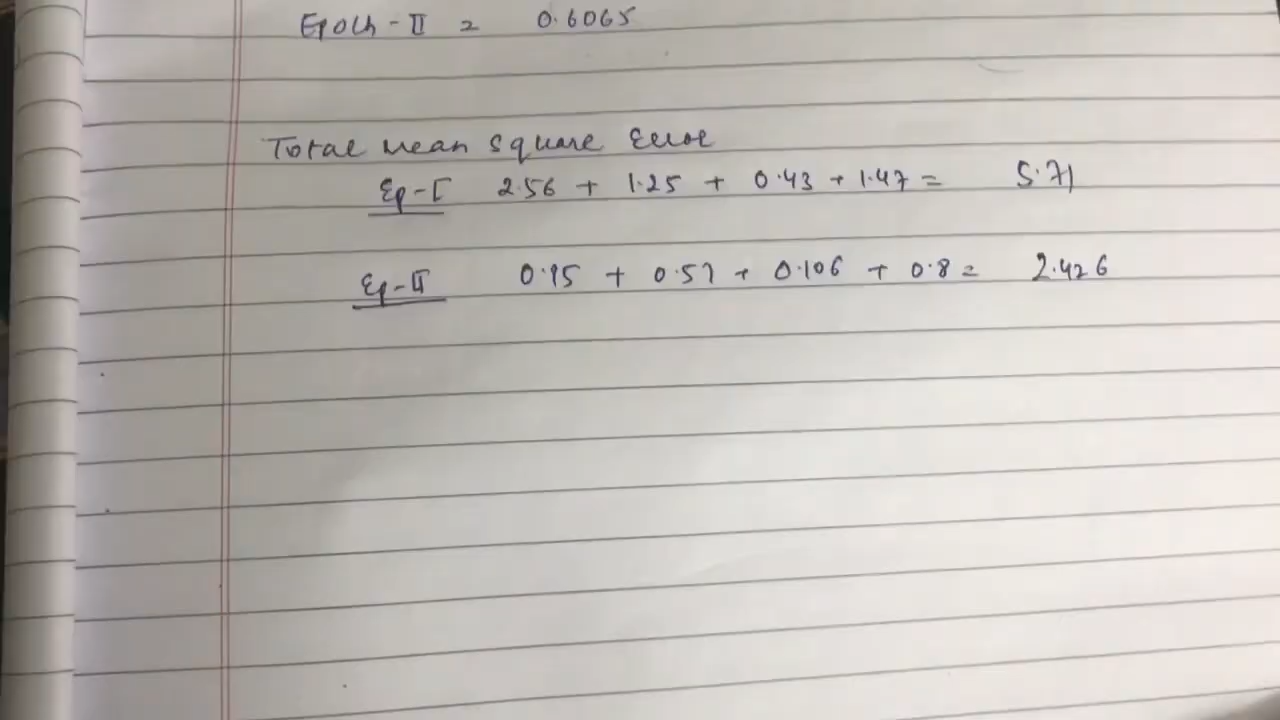 Epoch - II = 0.6065
Total Mean Square Error
Ep-I 2.56 + 1.25 + 0.43 + 1.47 = 5.71
Ep-II 0.95 + 0.57 + 0.106 + 0.8 = 2.426